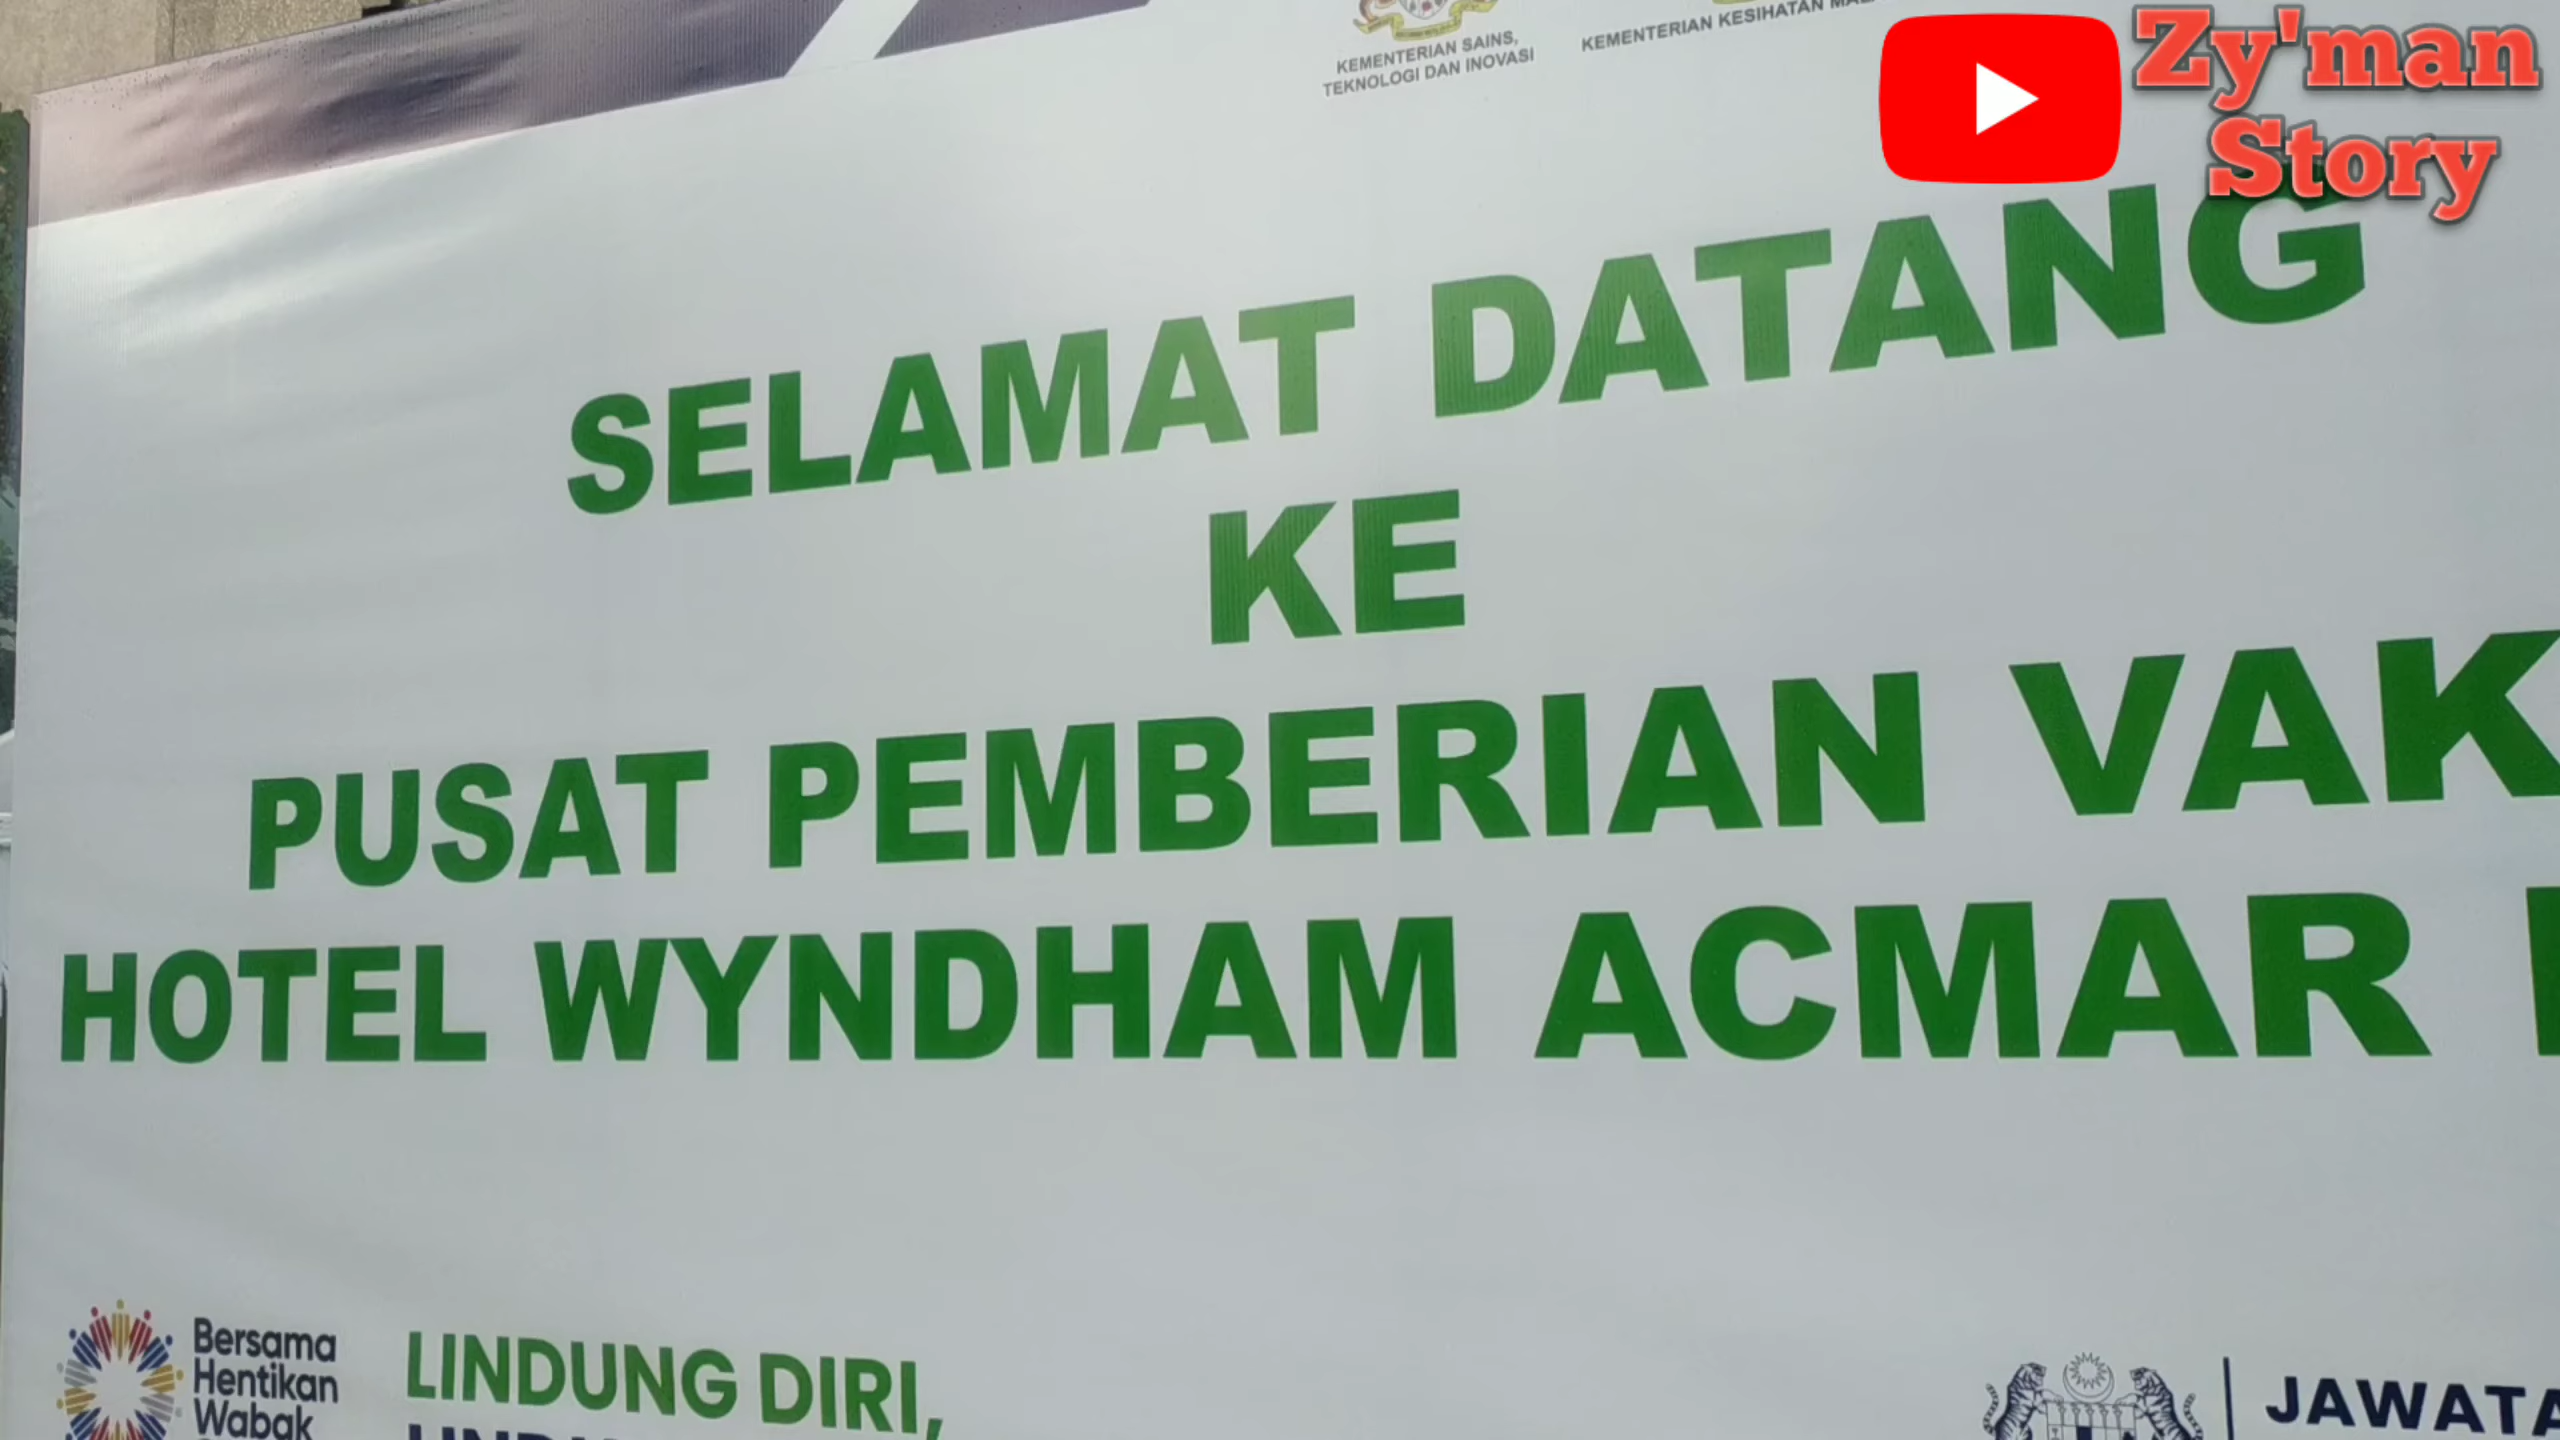 KEMENTERIAN SAINS,
TEKNOLOGI DAN INOVASI
KEMENTERIAN KESIHATAN
Zy'man
Story
SELAMAT DATANG
KE
PUSAT PEMBERIAN VAK
HOTEL WYNDHAM ACMAR
Bersama
Hentikan
Wabak
LINDUNG DIRI,
JAWATA